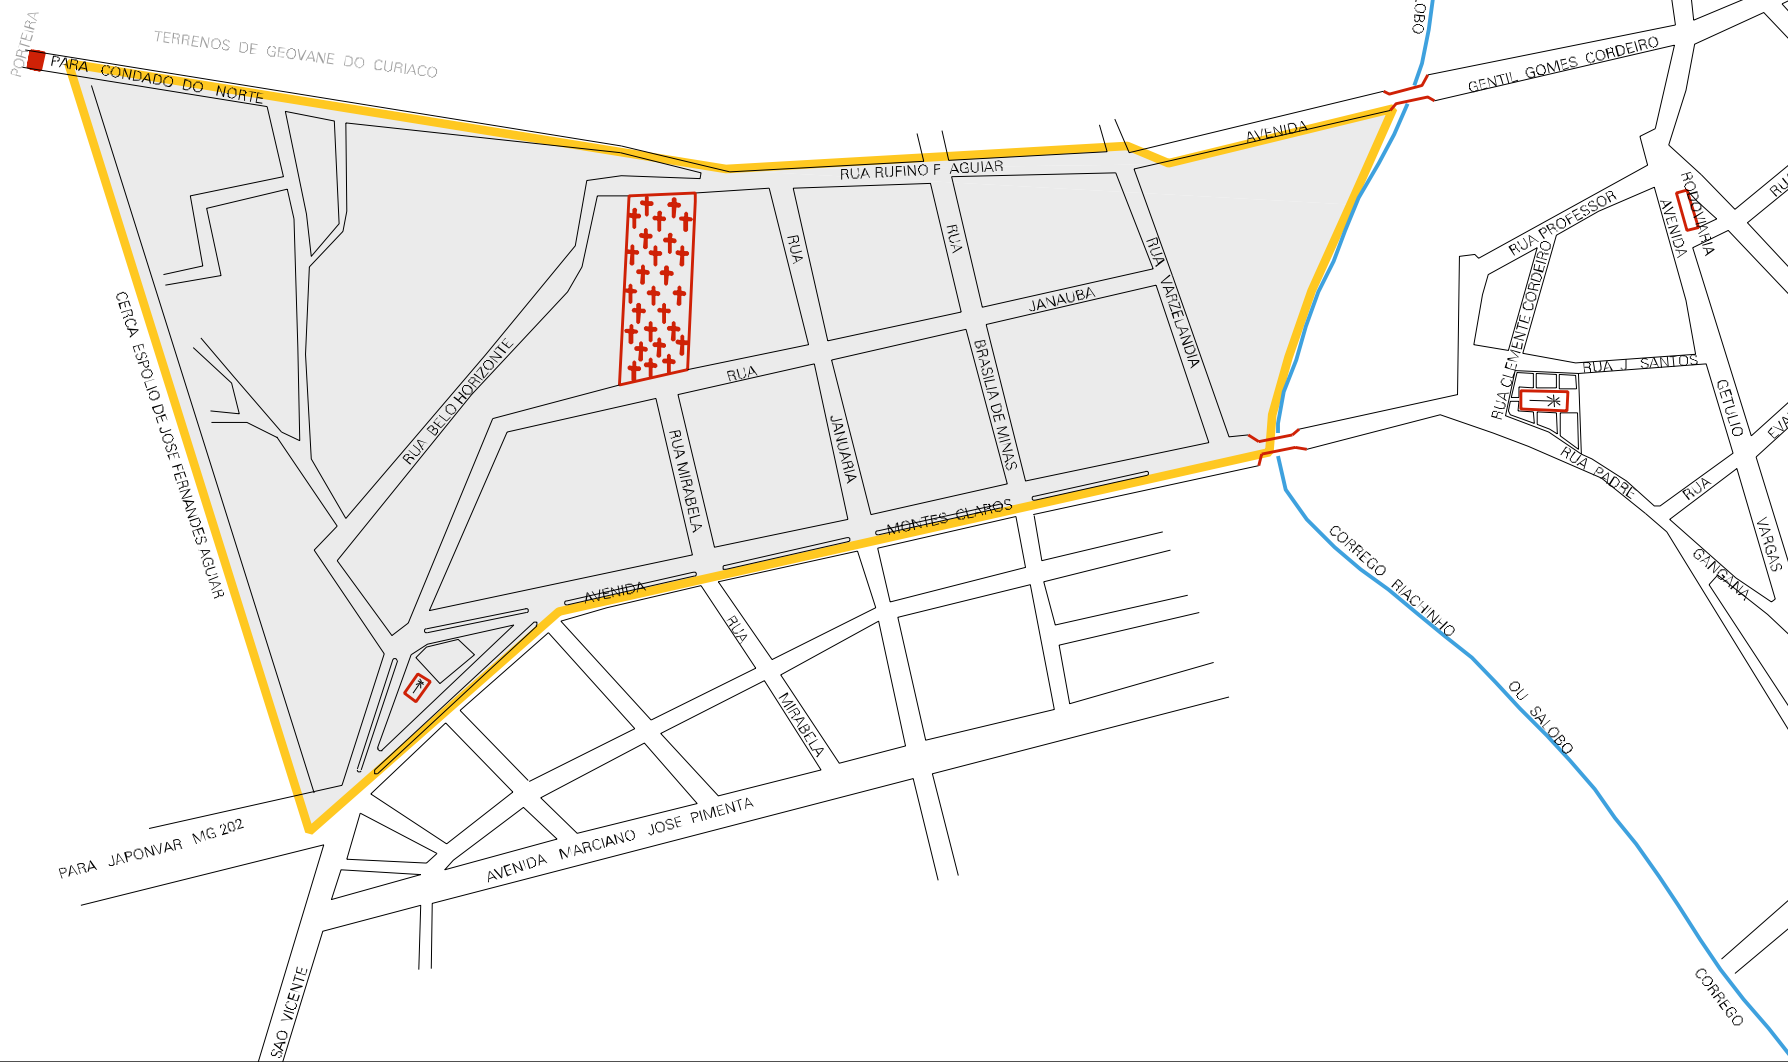 PORTEIRA
TERRENOS DE GEOVANE DO CURIACO
PARA CONDADO DO NORTE
GENTIL GOMES CORDEIRO
AVENIDA
RUA RUFINO F AGUIAR
RUA PROFESSOR
RODOVIARIA
AVENIDA
RUA
RUA
RUA VARZELANDIA
JANAUBA
RUA CLEMENTE CORDEIRO
CERCA ESPOLIO DE JOSE FERNANDES AGUIAR
RUA BELO HORIZONTE
RUA
BRASILIA DE MINAS
RUA J SANTOS
GETULIO
JANUARIA
RUA MIRABELA
RUA PADRE
RUA
MONTES CLAROS
VARGAS
GANGANA
AVENIDA
CORREGO RIACHINHO
RUA
MIRABELA
OU SALOBO
AVENIDA MARCIANO JOSE PIMENTA
PARA JAPONVAR MG 202
SAO VICENTE
CORREGO